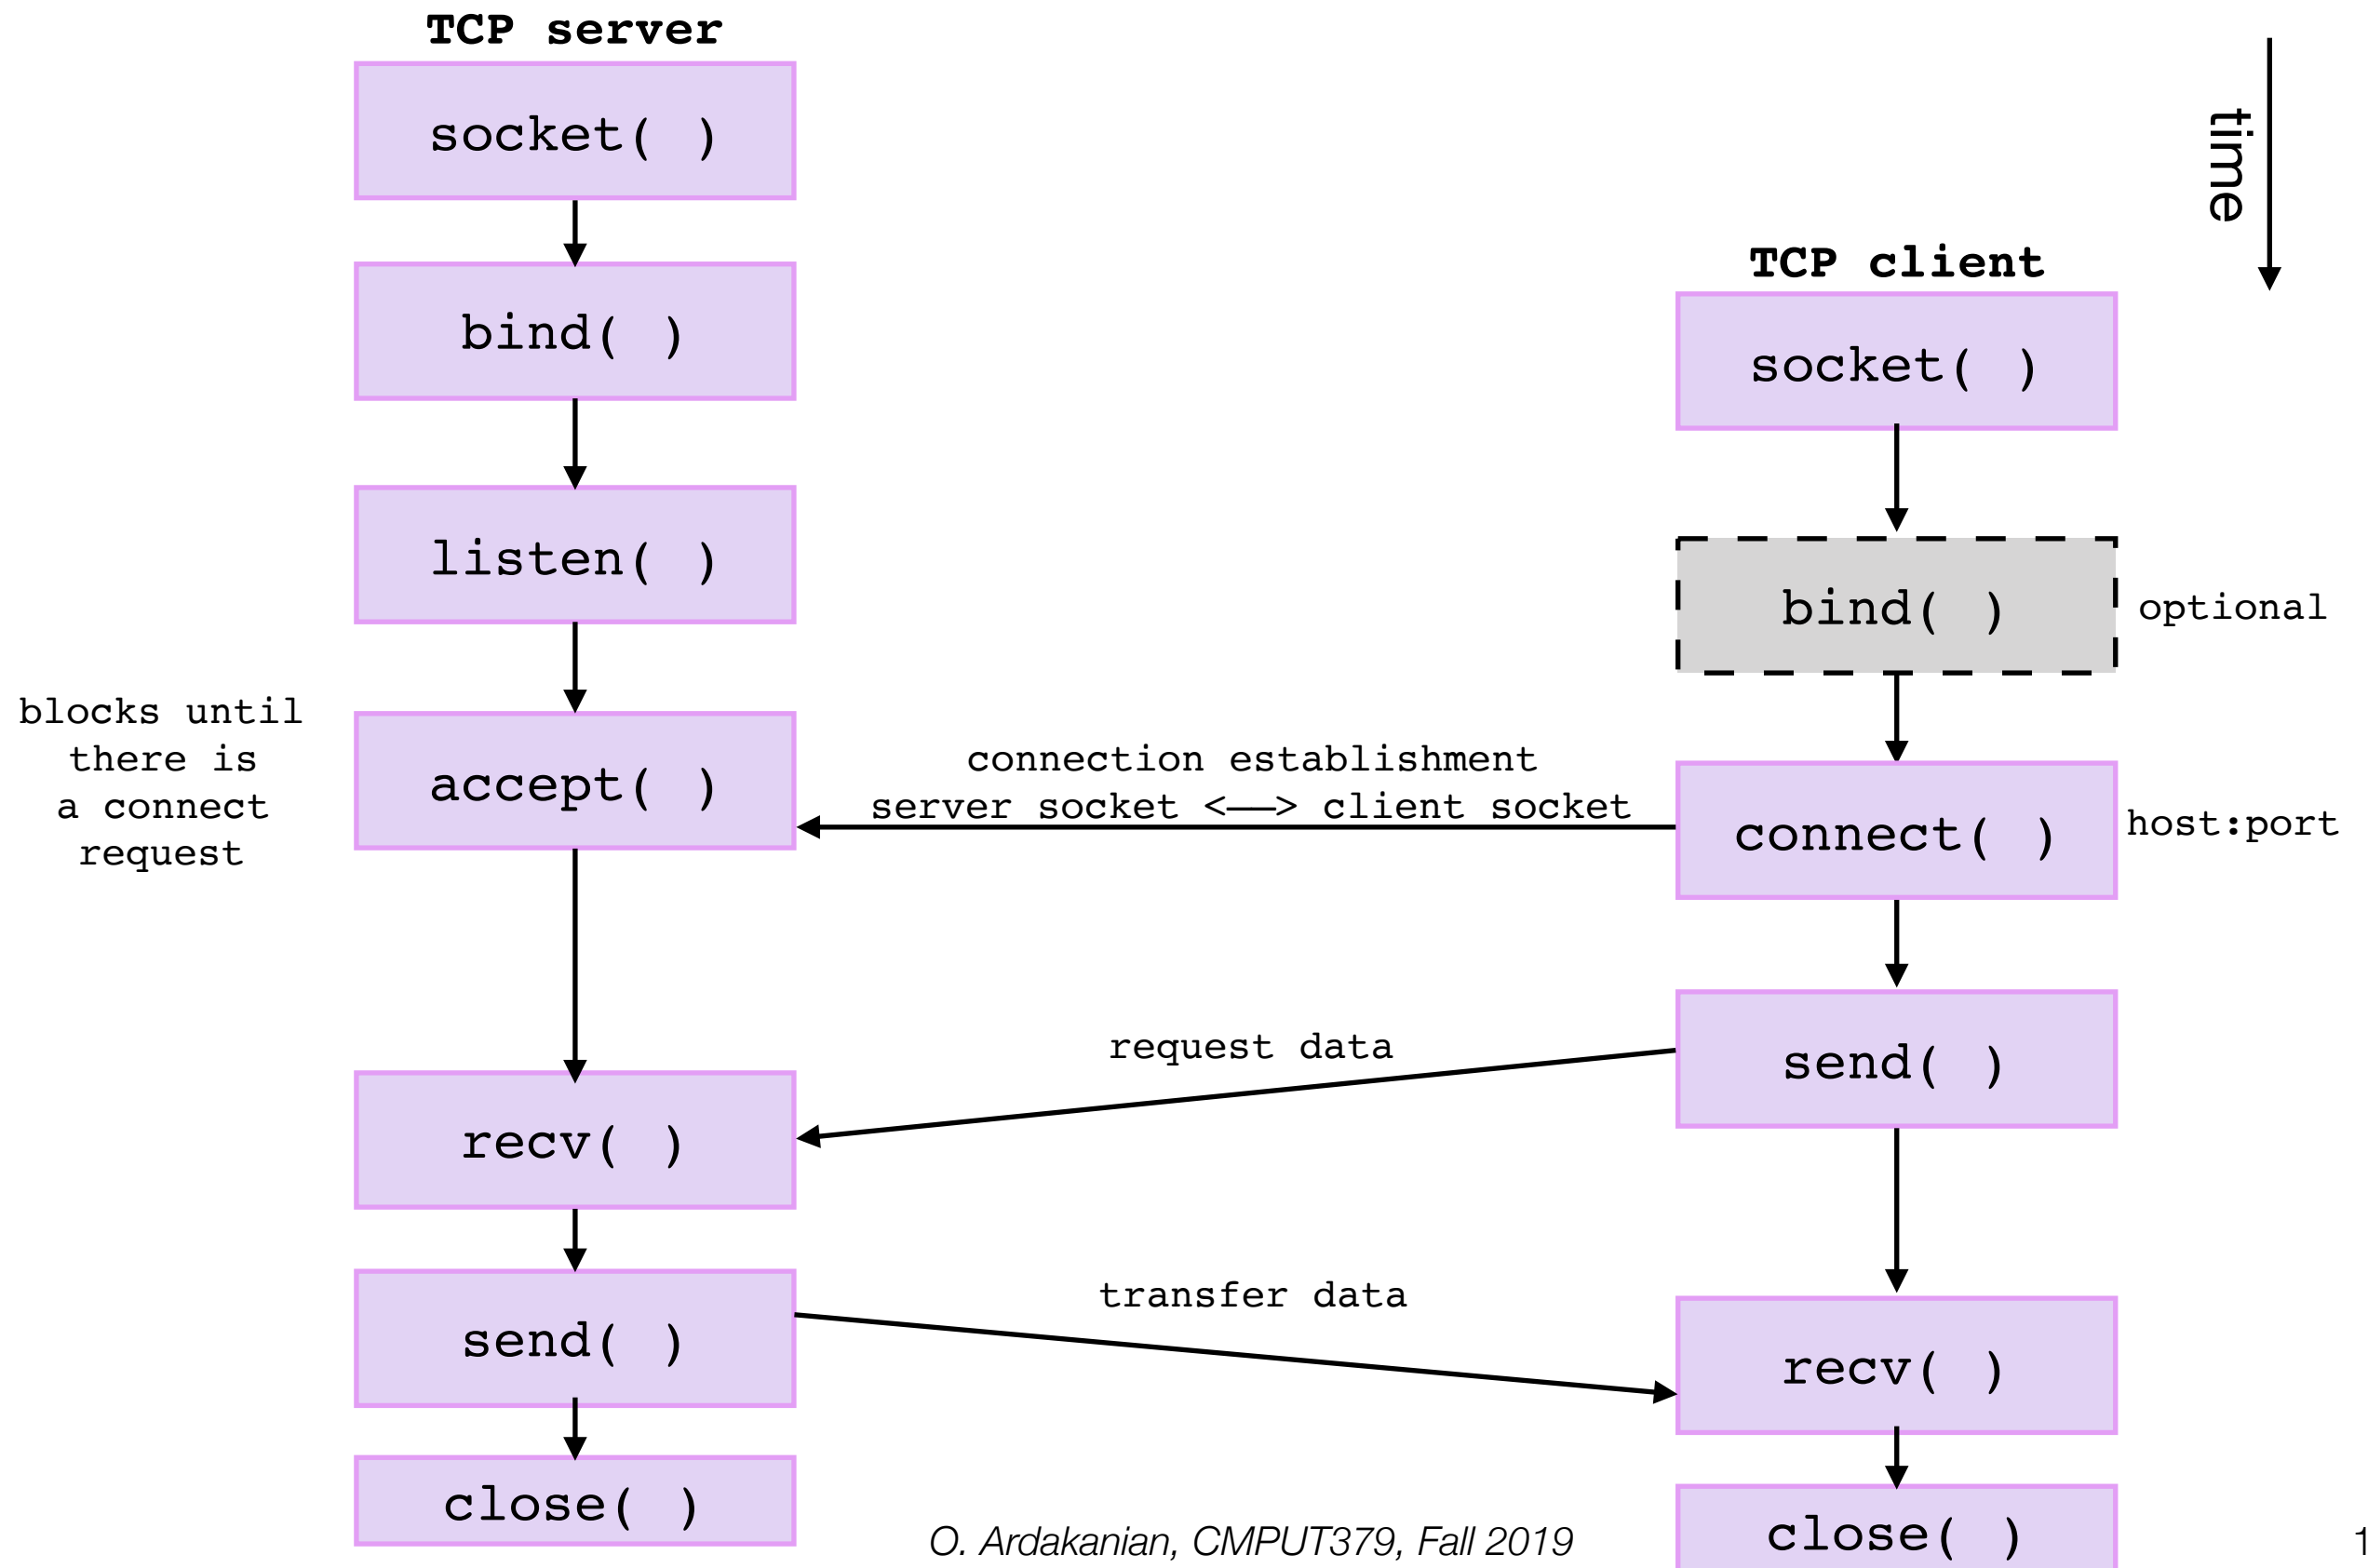 TCP server
socket( )
bind( )
listen( )
blocks until
there is
a connect
request
accept( )
recv( )
send( )
close( )
connection establishment
server socket <——> client socket
request data
transfer data
time
TCP client
socket( )
bind( )
optional
connect( )
host:port
send( )
recv( )
close( )
O. Ardakanian, CMPUT379, Fall 2019
1